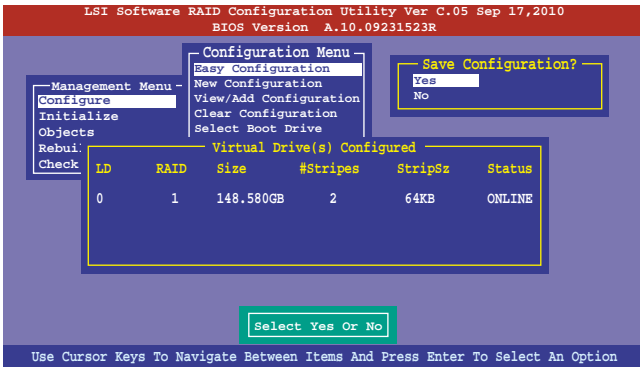 LSI Software RAID Configuration Utility Ver C.05 Sep 17,2010
BIOS Version A.10.09231523R
Configuration Menu
Easy Configuration
New Configuration
View/Add Configuration
Clear Configuration
Select Boot Drive
Save Configuration?
Yes
No
Management Menu
Configure
Initialize
Objects
Rebui
Check
Virtual Drive(s) Configured
LD RAID Size #Stripes StripSz Status
0 1 148.580GB 2 64KB ONLINE
Select Yes Or No
Use Cursor Keys To Navigate Between Items And Press Enter To Select An Option